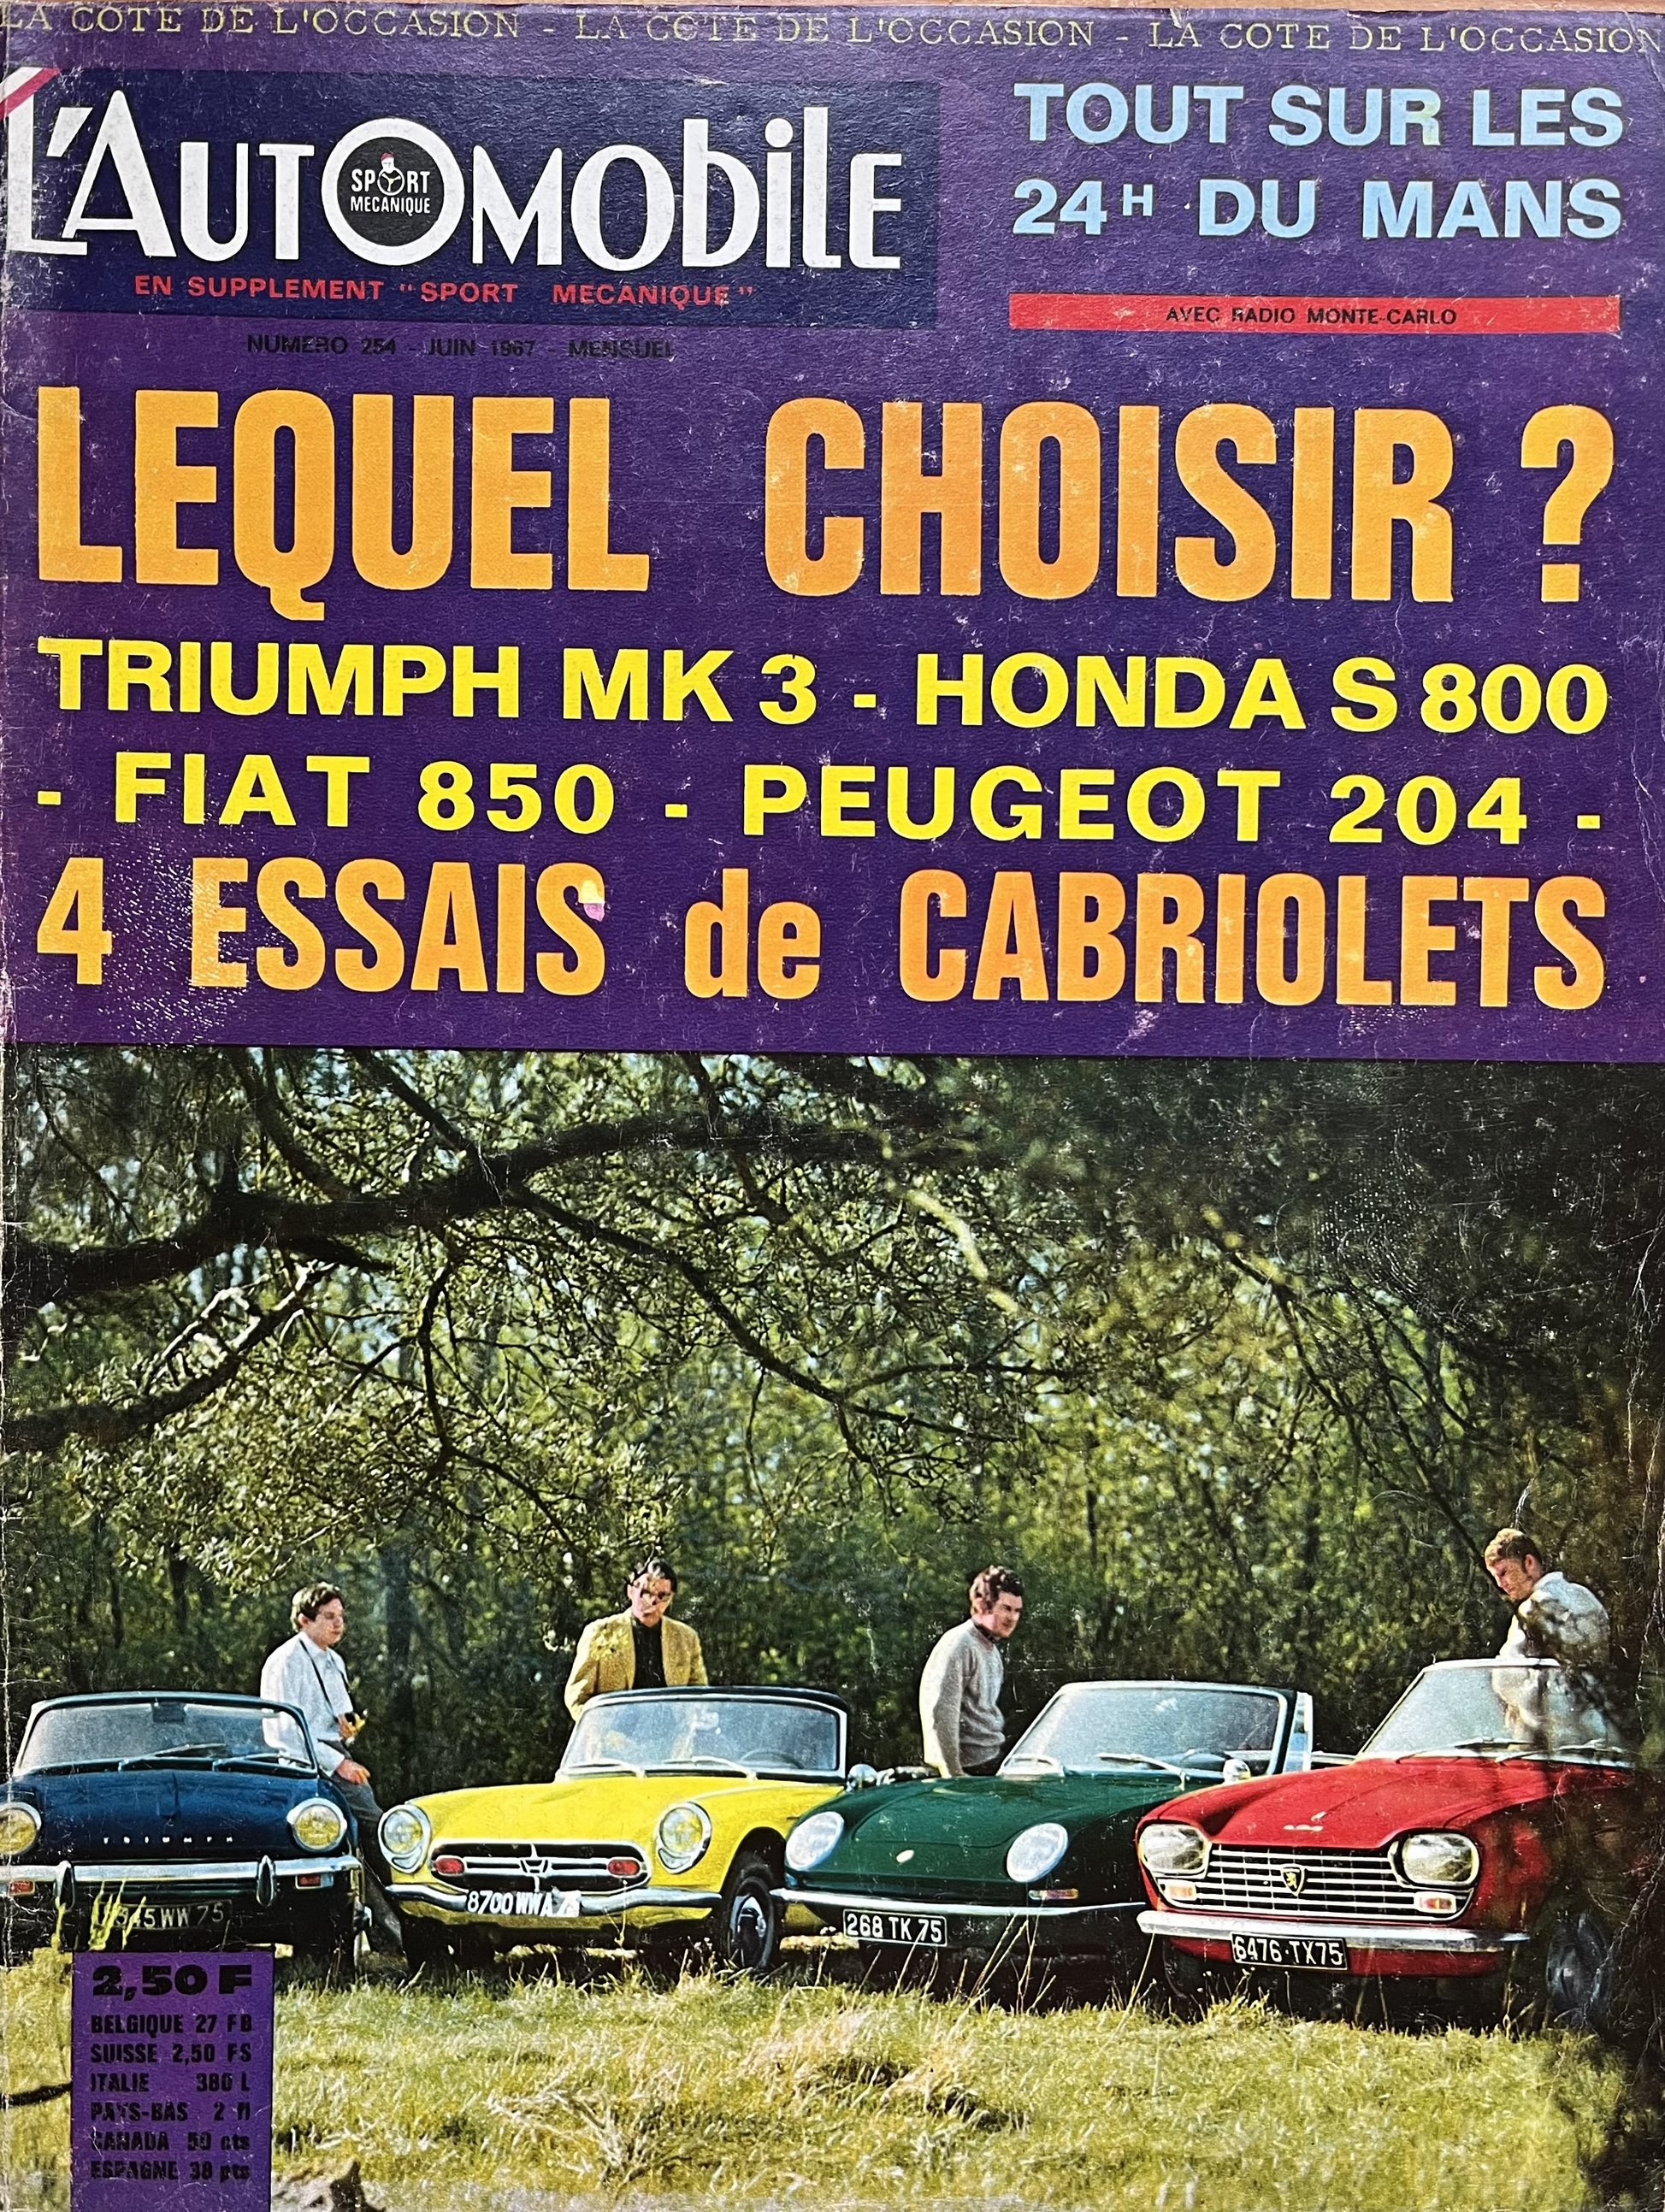 LA COTE DE L'OCCASION - LA COTE DE L'OCCASION - LA COTE DE L'OCCASION
L'AUTOMOBILE
SPORT
MECANIQUE
EN SUPPLEMENT "SPORT MECANIQUE"
NUMERO 254 - JUIN 1967 - MENSUEL
TOUT SUR LES
24H DU MANS
AVEC RADIO MONTE-CARLO
LEQUEL CHOISIR ?
TRIUMPH MK 3 - HONDA S 800
- FIAT 850 - PEUGEOT 204 -
4 ESSAIS de CABRIOLETS
TRIUMPH
45 WW 75
8700 WWA 75
268 TK 75
6476 TX 75
2,50 F
BELGIQUE 27 FB
SUISSE 2,50 FS
ITALIE 380 L
PAYS-BAS 2 fl
CANADA 50 cts
ESPAGNE 38 pts